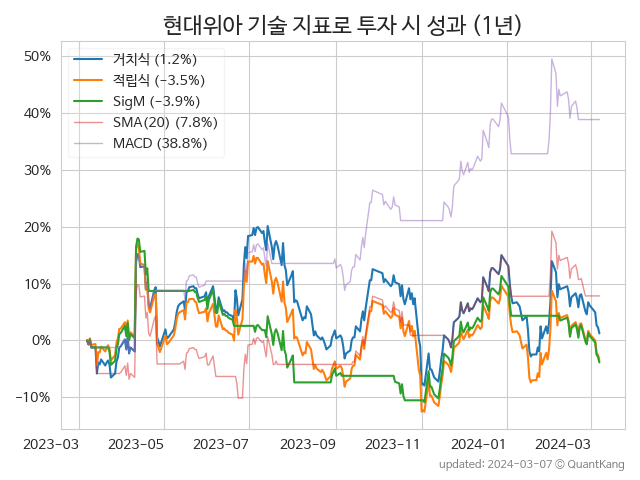 현대위아 기술 지표로 투자 시 성과 (1년)
50%
40%
30%
20%
10%
0%
−10%
거치식 (1.2%)
적립식 (−3.5%)
SigM (−3.9%)
SMA(20) (7.8%)
MACD (38.8%)
2023−03 2023−05 2023−07 2023−09 2023−11 2024−01 2024−03
updated: 2024−03−07 © QuantKang